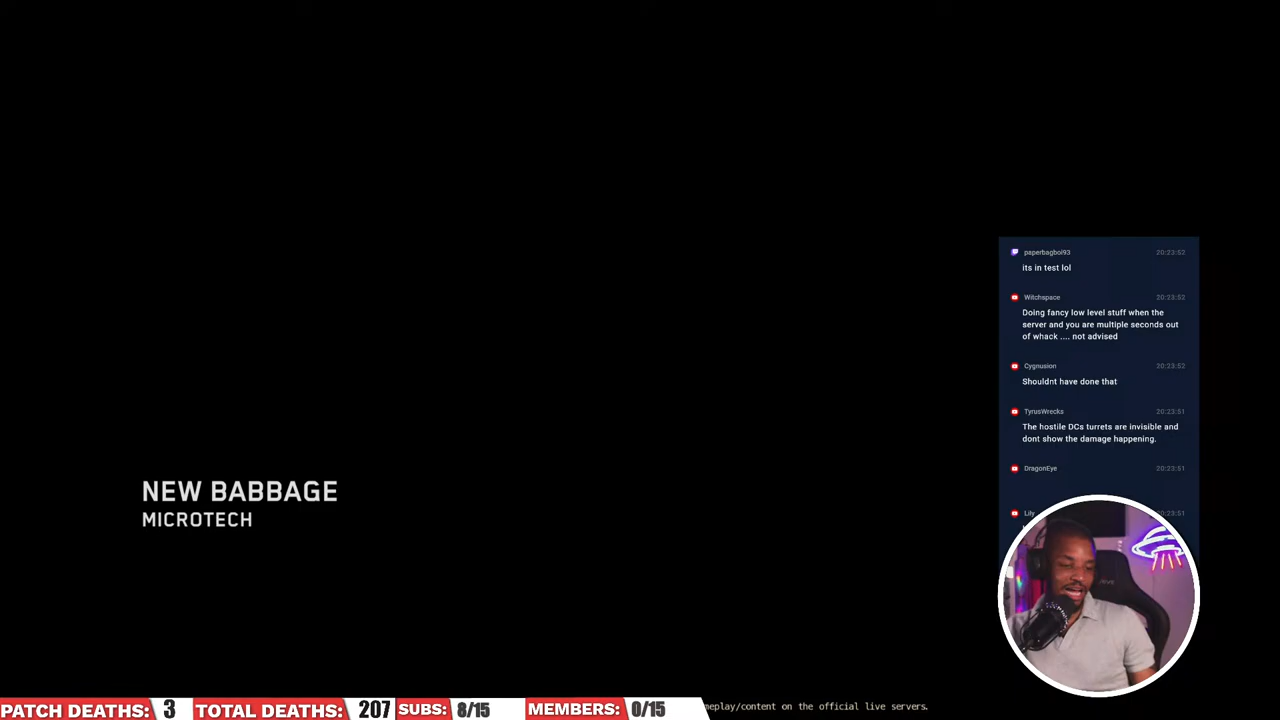 paperbagboi93 20:23:52
its in test lol
Witchspace 20:23:52
Doing fancy low level stuff when the
server and you are multiple seconds out
of whack .... not advised
Cygnusion 20:23:52
Shouldnt have done that
TyrusWrecks 20:23:51
The hostile DCs turrets are invisible and
dont show the damage happening.
DragonEye 20:23:51
Lily 20:23:51
NEW BABBAGE
MICROTECH
PATCH DEATHS: 3 TOTAL DEATHS: 207 SUBS: 8/15 MEMBERS: 0/15
meplay/content on the official live servers.